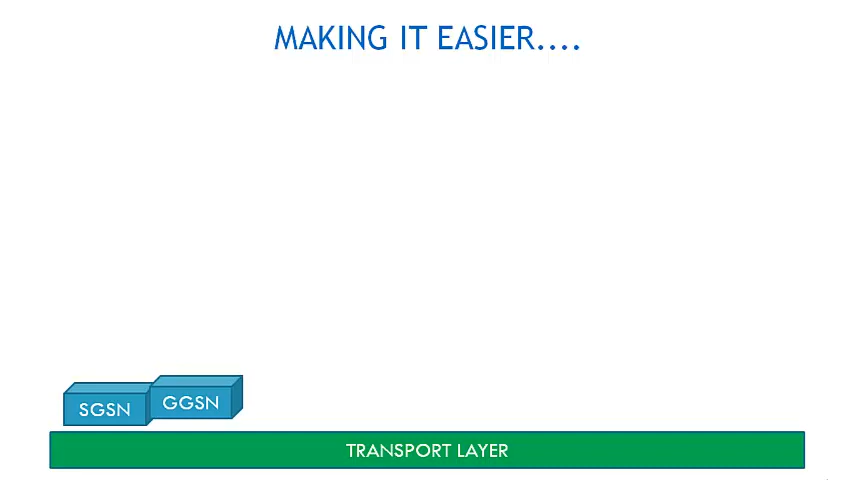 MAKING IT EASIER....
SGSN
GGSN
TRANSPORT LAYER